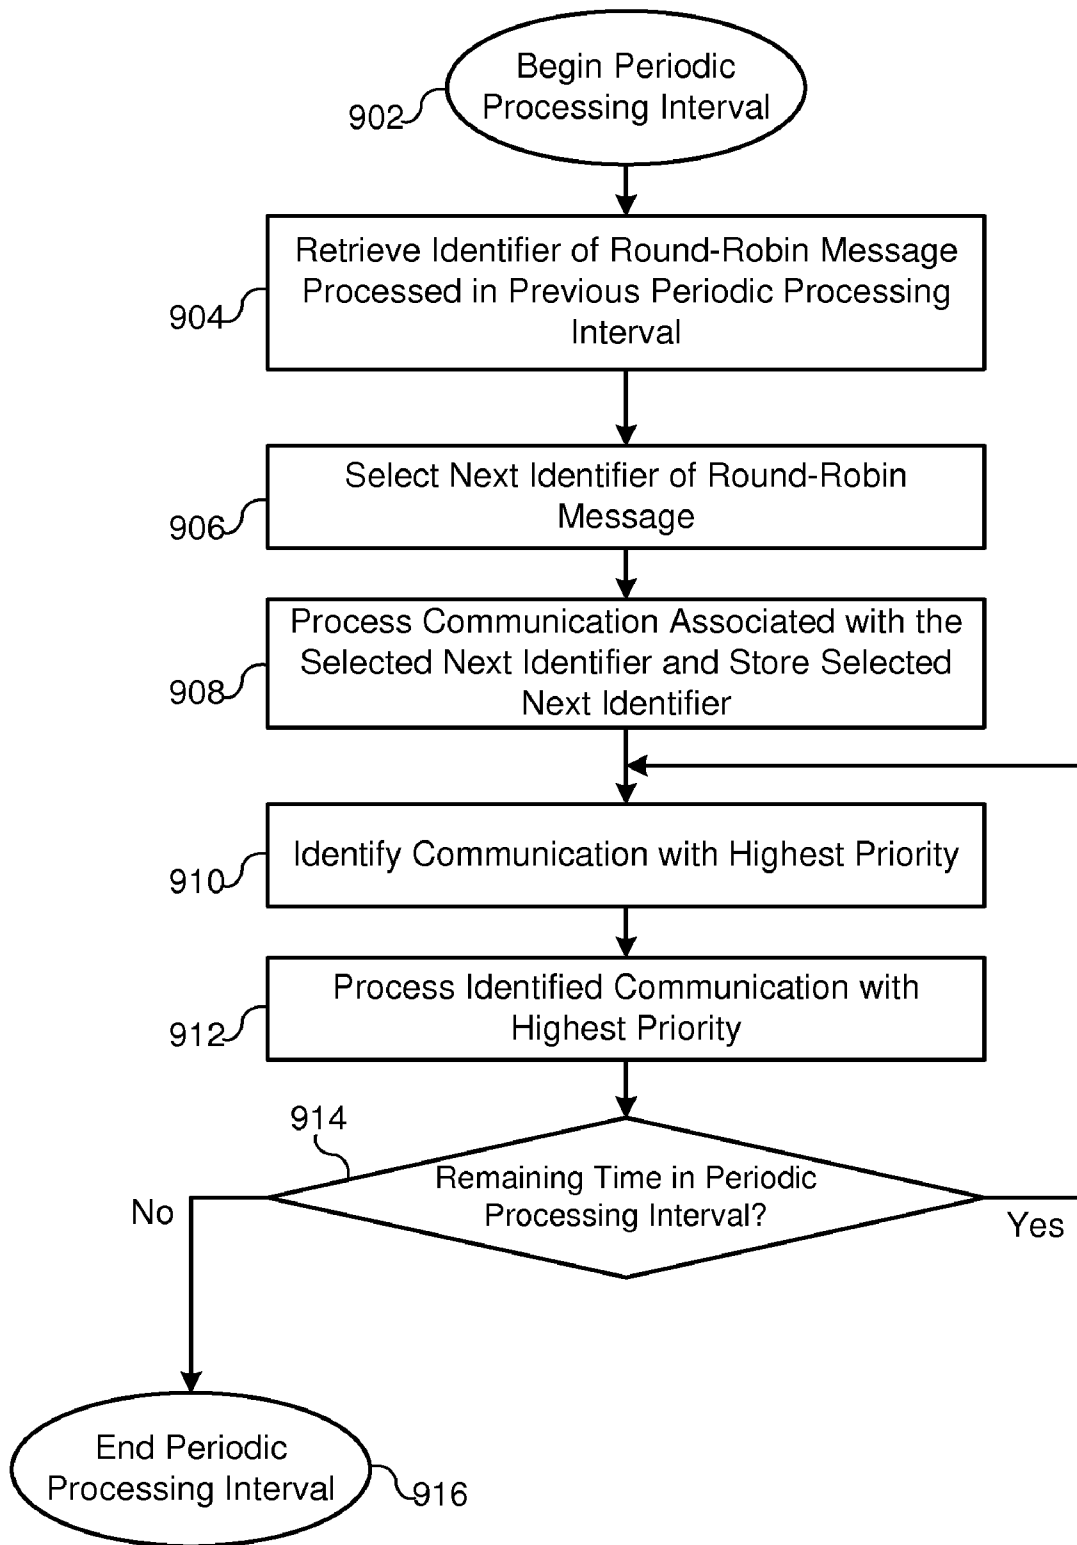 Begin Periodic
Processing Interval
902
Retrieve Identifier of Round-Robin Message
Processed in Previous Periodic Processing
Interval
904
Select Next Identifier of Round-Robin
Message
906
Process Communication Associated with the
Selected Next Identifier and Store Selected
Next Identifier
908
Identify Communication with Highest Priority
910
Process Identified Communication with
Highest Priority
912
914
Remaining Time in Periodic
Processing Interval?
No
Yes
End Periodic
Processing Interval
916